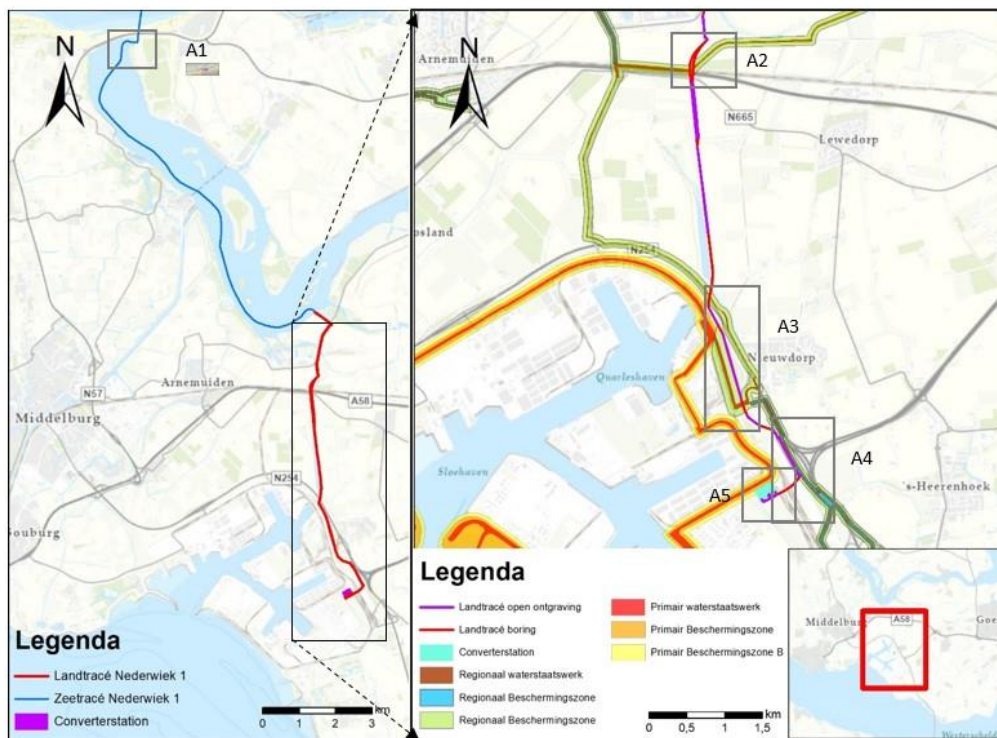 N
A1
Arnemuiden
N57
Middelburg
A58
N254
Souburg
Legenda
Landtracé Nederwiek 1
Zeetracé Nederwiek 1
Converterstation
0 2 3
km
N
Arnemuiden
A2
N665
Lewedorp
osland
N254
A3
Nieuwdorp
Quarleshaven
A4
Sloehaven
A5
's-Heerenhoek
Legenda
Landtracé open ontgraving
Landtracé boring
Converterstation
Regionaal waterstaatswerk
Regionaal Beschermingszone
Regionaal Beschermingszone
Primair waterstaatswerk
Primair Beschermingszone
Primair Beschermingszone B
km
0 0,5 1 1,5
Middelburg
A58
Goe
Westerschelde